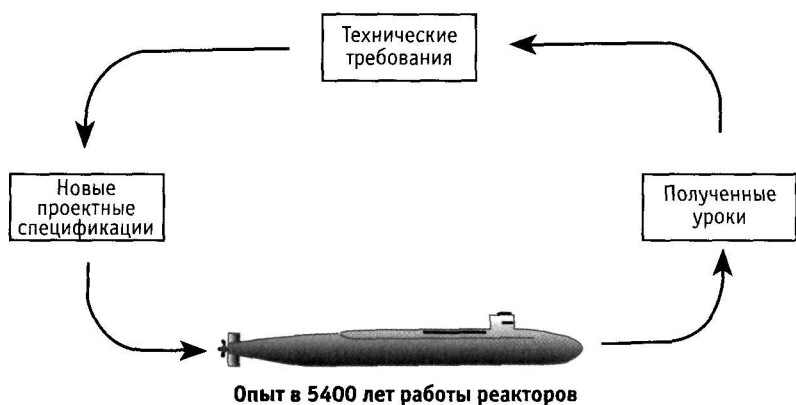 Технические
требования
Новые
проектные
спецификации
Полученные
уроки
Опыт в 5400 лет работы реакторов